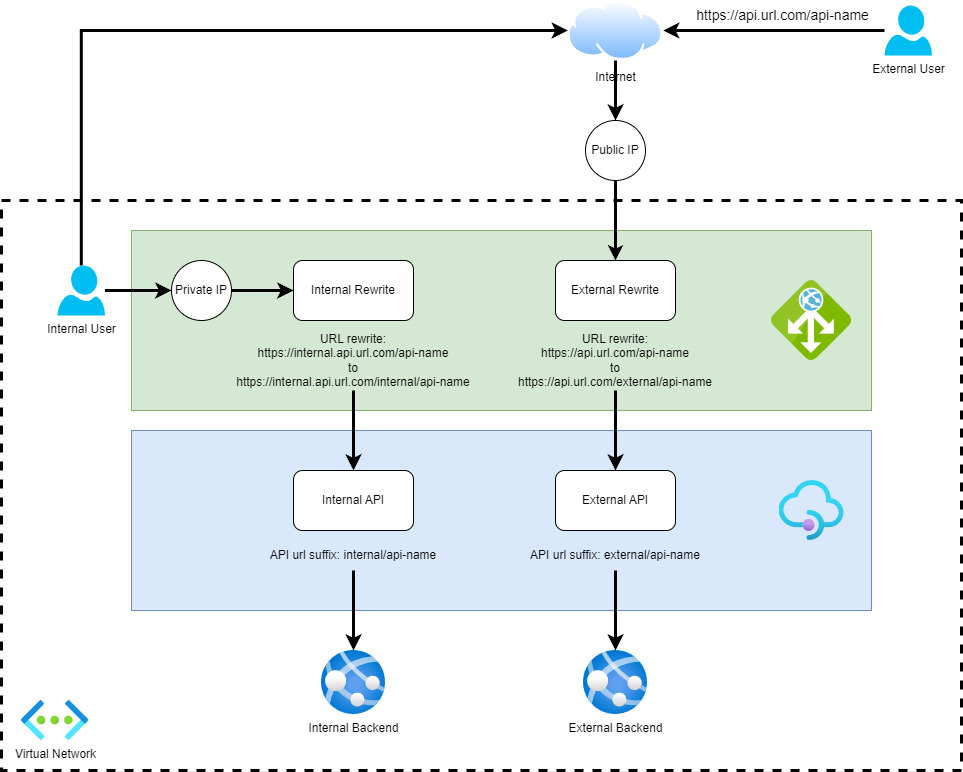 https://api.url.com/api-name
External User
Internet
Public IP
Internal User
Private IP
Internal Rewrite
External Rewrite
URL rewrite:
https://internal.api.url.com/api-name
to
https://internal.api.url.com/internal/api-name
URL rewrite:
https://api.url.com/api-name
to
https://api.url.com/external/api-name
Internal API
External API
API url suffix: internal/api-name
API url suffix: external/api-name
Internal Backend
External Backend
Virtual Network